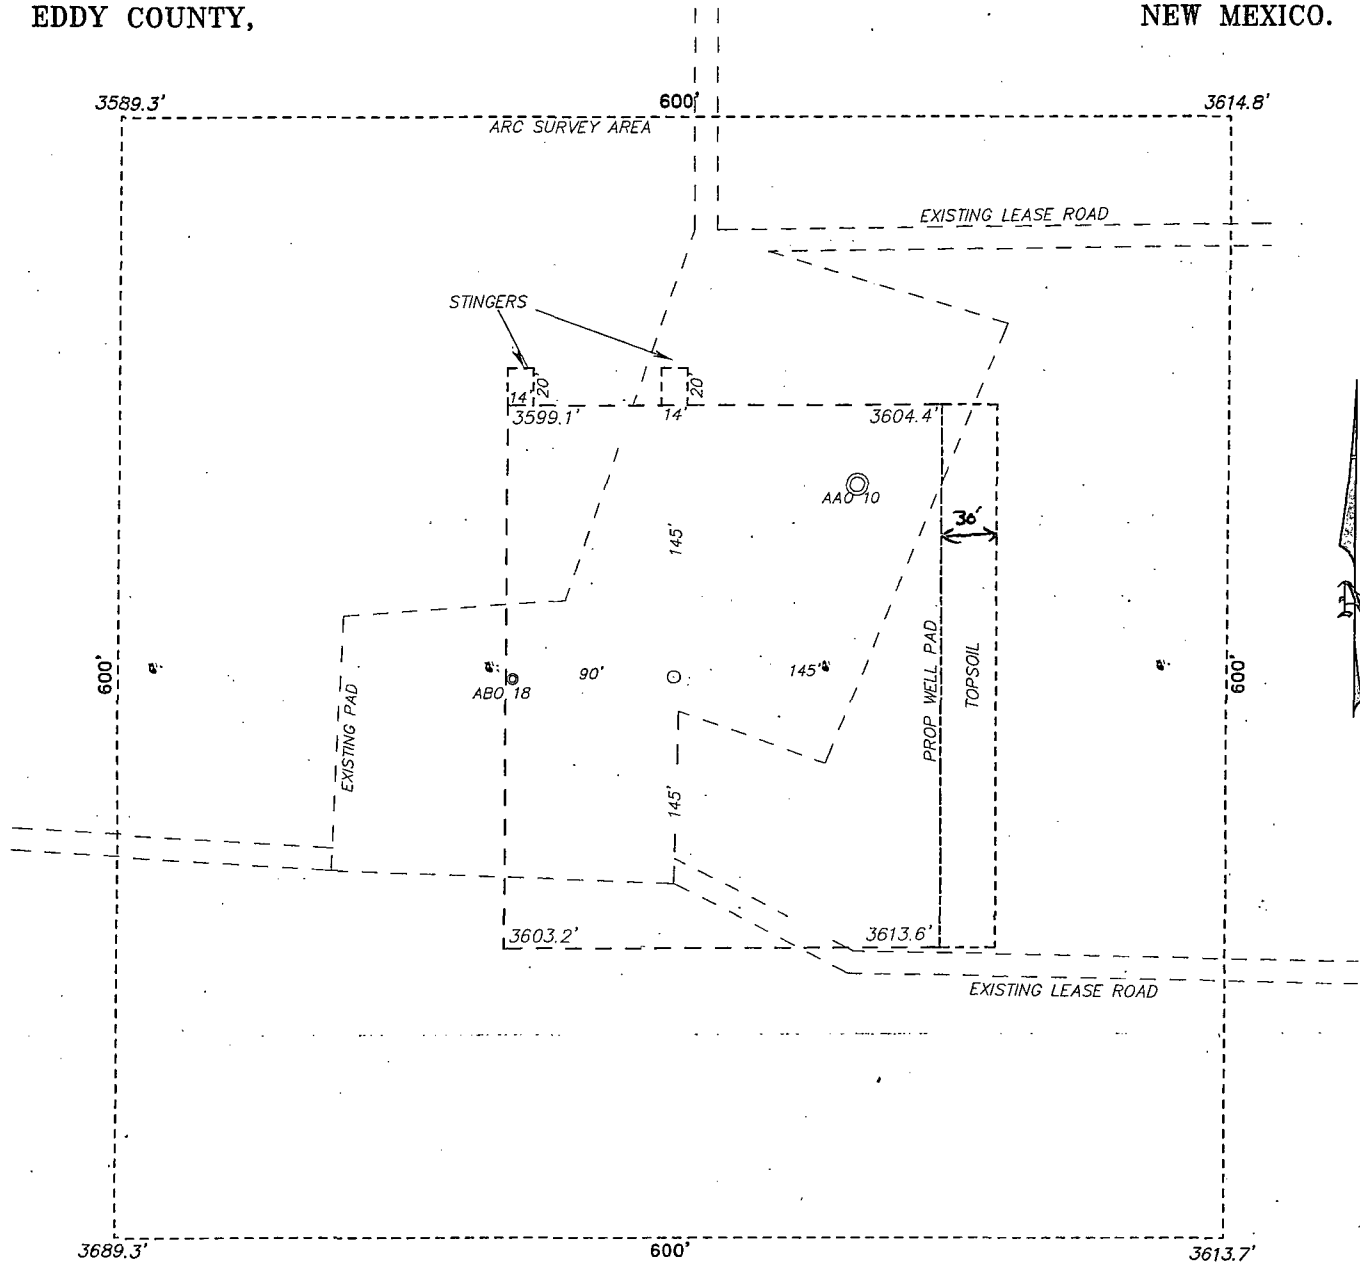 EDDY COUNTY,
NEW MEXICO.
3589.3'
600'
3614.8'
ARC SURVEY AREA
EXISTING LEASE ROAD
STINGERS
14'
20'
14'
20'
3599.1'
3604.4'
AAO 10
30'
145'
PROP WELL PAD
TOPSOIL
600'
600'
90'
145'
ABO 18
EXISTING PAD
145'
3603.2'
3613.6'
EXISTING LEASE ROAD
3689.3'
600'
3613.7'